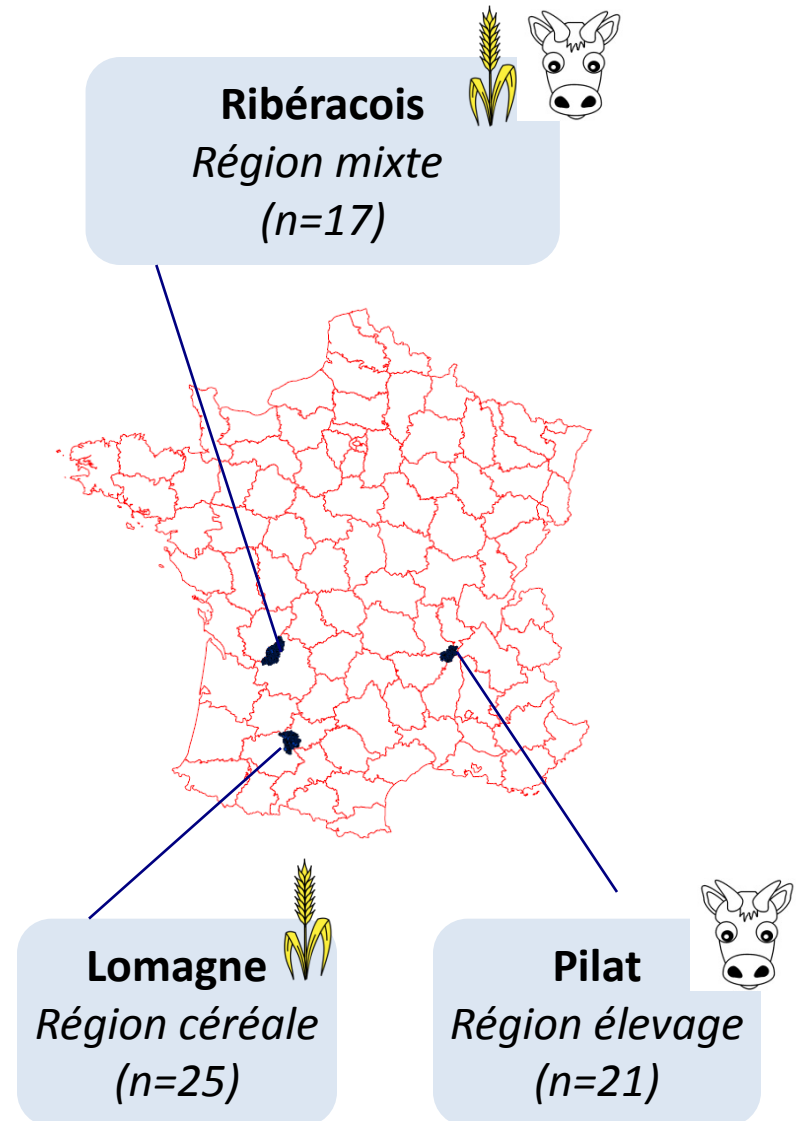 Ribéracois
Région mixte
(n=17)
Lomagne
Région céréale
(n=25)
Pilat
Région élevage
(n=21)